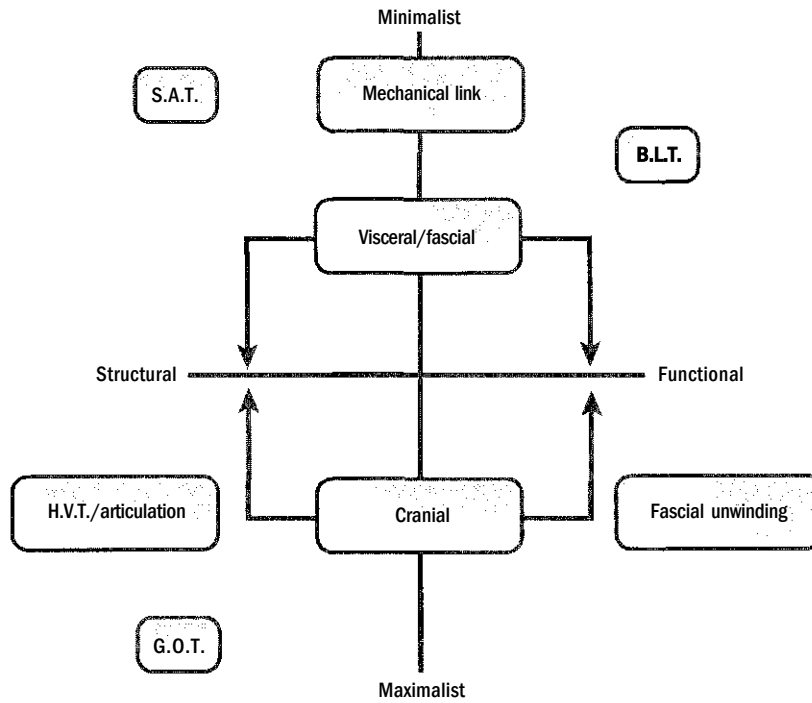 Minimalist
Mechanical link
S.A.T.
B.L.T.
Visceral/fascial
Structural
Functional
H.V.T./articulation
Cranial
Fascial unwinding
G.O.T.
Maximalist